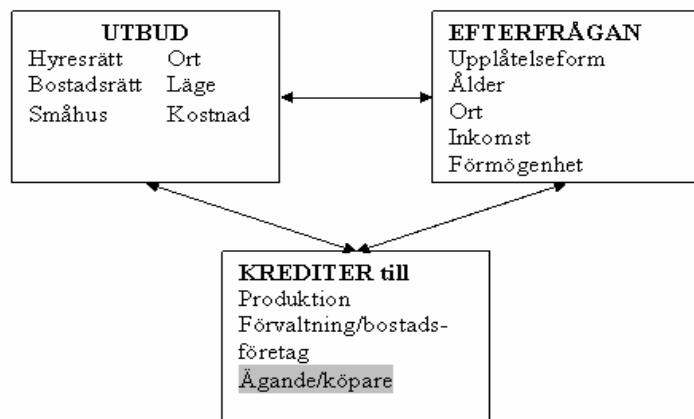 UTBUD
Hyresrätt Ort
Bostadsrätt Läge
Småhus Kostnad
EFTERFRÅGAN
Upplåtelseform
Ålder
Ort
Inkomst
Förmögenhet
KREDITER till
Produktion
Förvaltning/bostads-
företag
Ägande/köpare